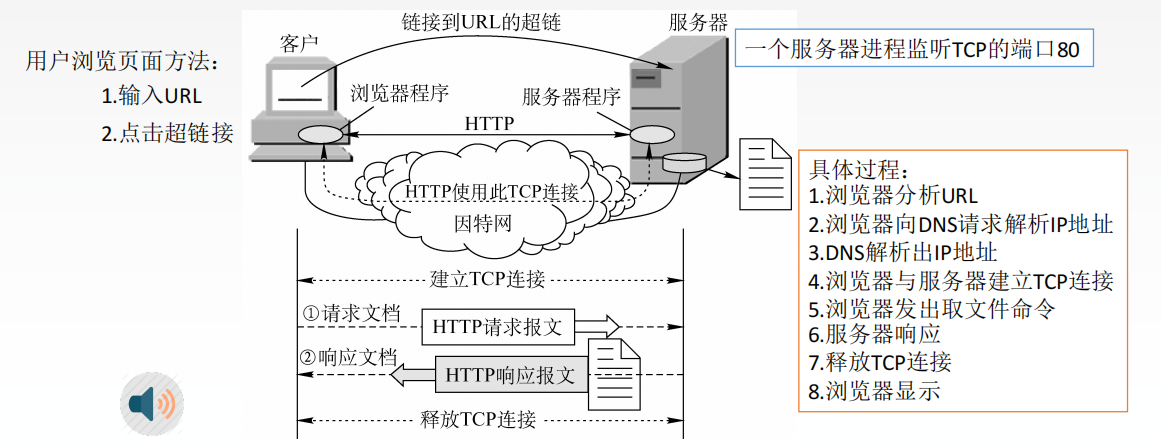 用户浏览页面方法：
1.输入URL
2.点击超链接
链接到URL的超链
客户
服务器
一个服务器进程监听TCP的端口80
浏览器程序
服务器程序
HTTP
HTTP使用此TCP连接
因特网
建立TCP连接
①请求文档
HTTP请求报文
②响应文档
HTTP响应报文
释放TCP连接
具体过程：
1.浏览器分析URL
2.浏览器向DNS请求解析IP地址
3.DNS解析出IP地址
4.浏览器与服务器建立TCP连接
5.浏览器发出取文件命令
6.服务器响应
7.释放TCP连接
8.浏览器显示